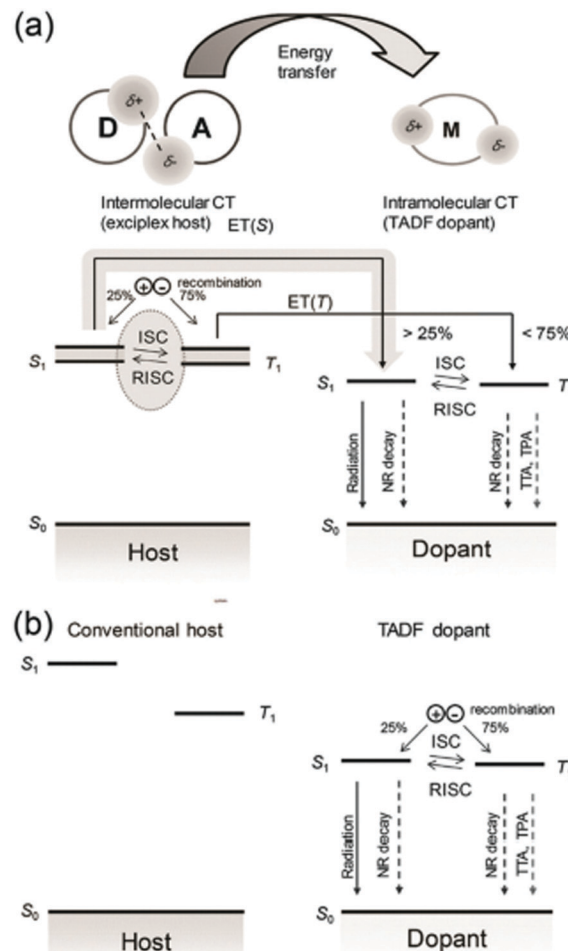 (a)
Energy
transfer
δ+
D
A
δ-
δ+
M
δ-
Intermolecular CT
(exciplex host)
ET(S)
Intramolecular CT
(TADF dopant)
25%
+ -
recombination
75%
ET(T)
> 25%
< 75%
S1
ISC
RISC
T1
S1
ISC
RISC
T
Radiation
NR decay
NR decay
TTA, TPA
S0
Host
S0
Dopant
(b)
Conventional host
TADF dopant
S1
T1
25%
+ -
recombination
75%
S1
ISC
RISC
T
Radiation
NR decay
NR decay
TTA, TPA
S0
Host
S0
Dopant